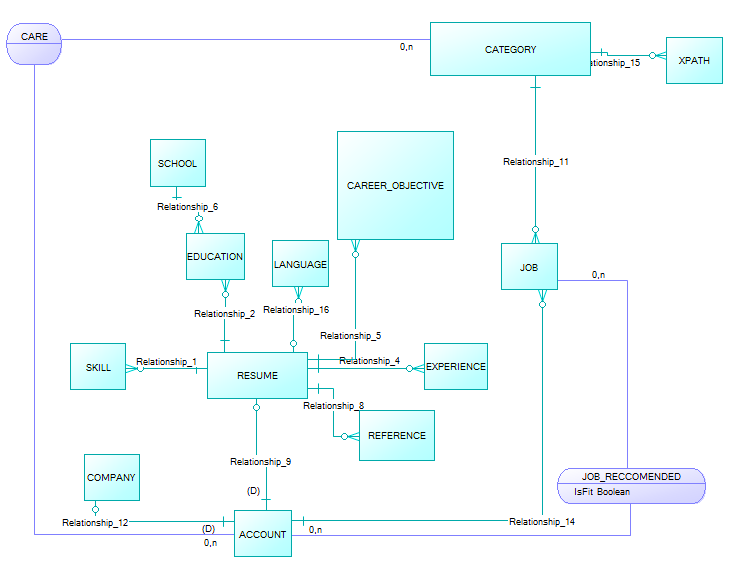 CARE
0,n
CATEGORY
ationship_15
XPATH
Relationship_11
SCHOOL
CAREER_OBJECTIVE
Relationship_6
EDUCATION
LANGUAGE
JOB
0,n
Relationship_2
Relationship_16
Relationship_5
Relationship_1
Relationship_4
SKILL
RESUME
EXPERIENCE
Relationship_8
REFERENCE
Relationship_9
COMPANY
JOB_RECCOMENDED
IsFit Boolean
(D)
Relationship_12
(D)
0,n
ACCOUNT
0,n
Relationship_14